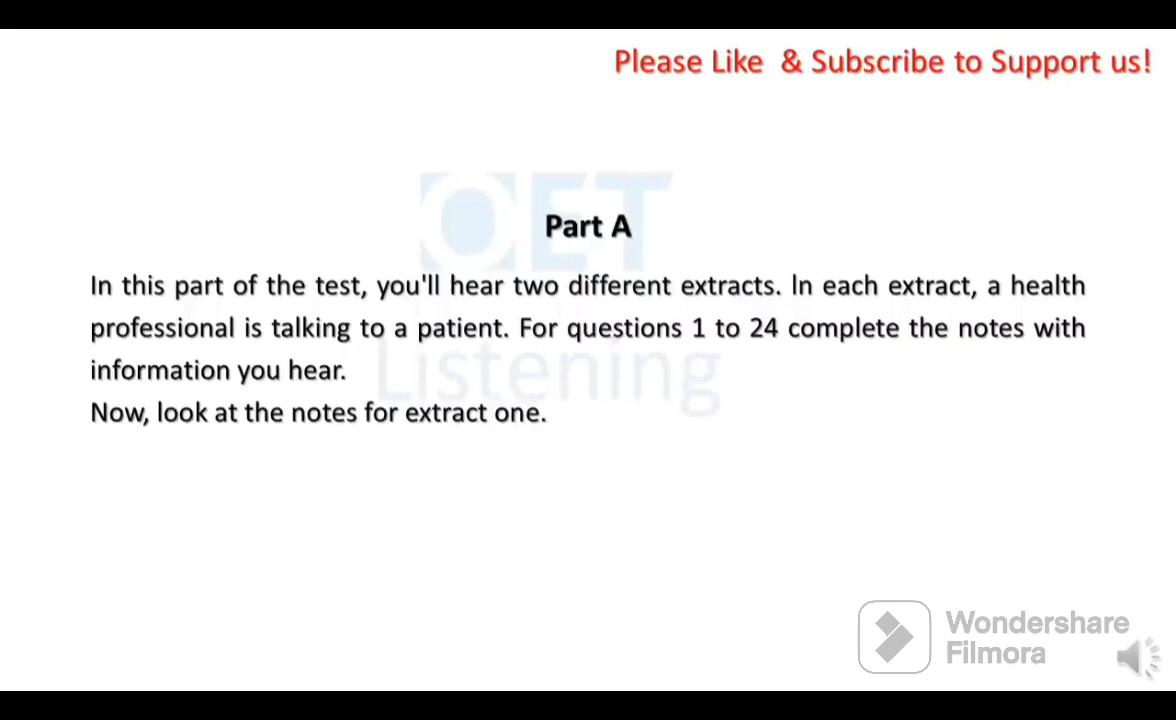 Please Like & Subscribe to Support us!
OET
Part A
In this part of the test, you'll hear two different extracts. In each extract, a health
professional is talking to a patient. For questions 1 to 24 complete the notes with
information you hear.
Listening
Now, look at the notes for extract one.
Wondershare
Filmora